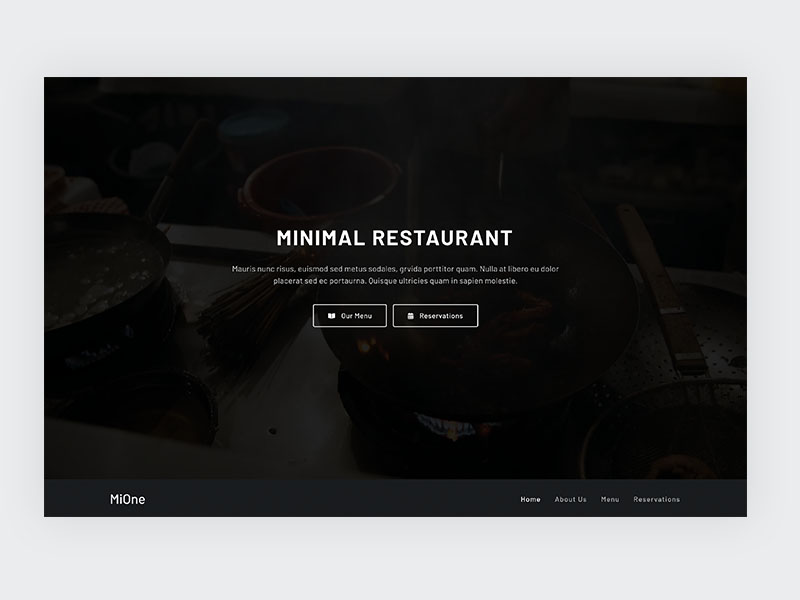 MINIMAL RESTAURANT
Mauris nunc risus, euismod sed metus sodales, grvida porttitor quam. Nulla at libero eu dolor
placerat sed ec portaurna. Quisque ultricies quam in sapien molestie.
Our Menu
Reservations
MiOne
Home About Us Menu Reservations